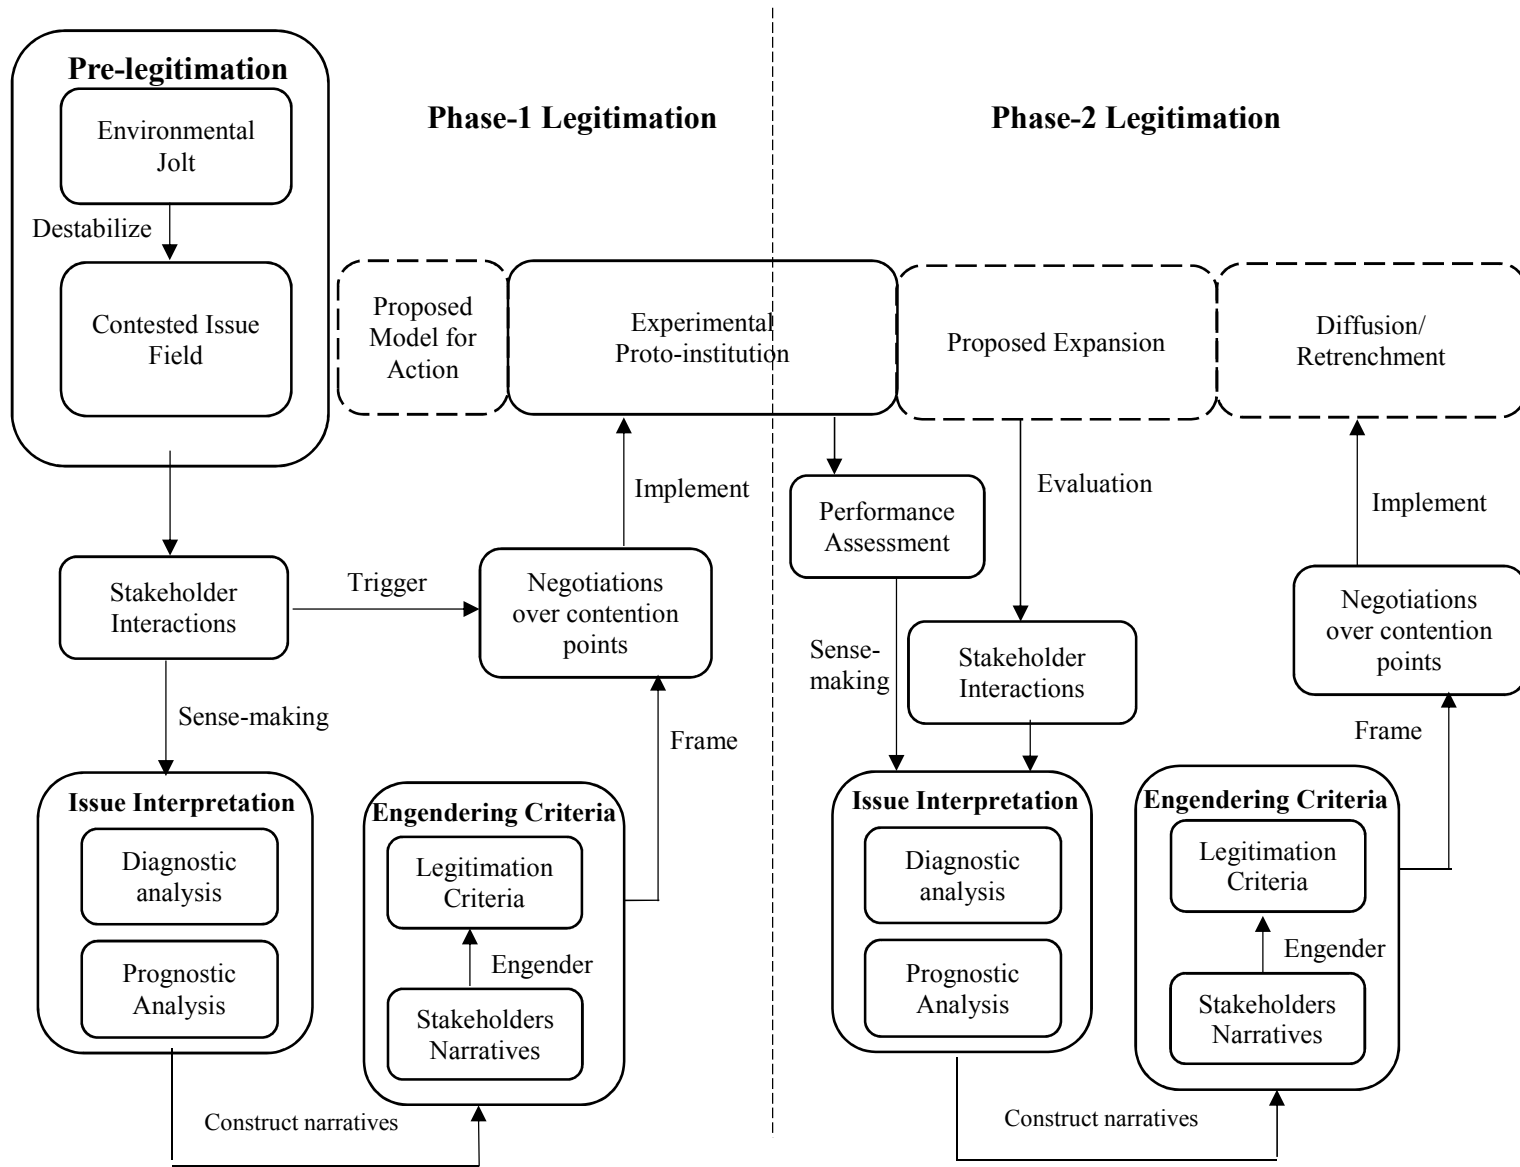 Pre-legitimation
Environmental
Jolt
Destabilize
Contested Issue
Field
Phase-1 Legitimation
Phase-2 Legitimation
Proposed
Model for
Action
Experimental
Proto-institution
Proposed Expansion
Diffusion/
Retrenchment
Implement
Evaluation
Implement
Performance
Assessment
Stakeholder
Interactions
Trigger
Negotiations
over contention
points
Sense-
making
Stakeholder
Interactions
Negotiations
over contention
points
Sense-making
Frame
Frame
Issue Interpretation
Diagnostic
analysis
Prognostic
Analysis
Engendering Criteria
Legitimation
Criteria
Engender
Stakeholders
Narratives
Construct narratives
Issue Interpretation
Diagnostic
analysis
Prognostic
Analysis
Engendering Criteria
Legitimation
Criteria
Engender
Stakeholders
Narratives
Construct narratives